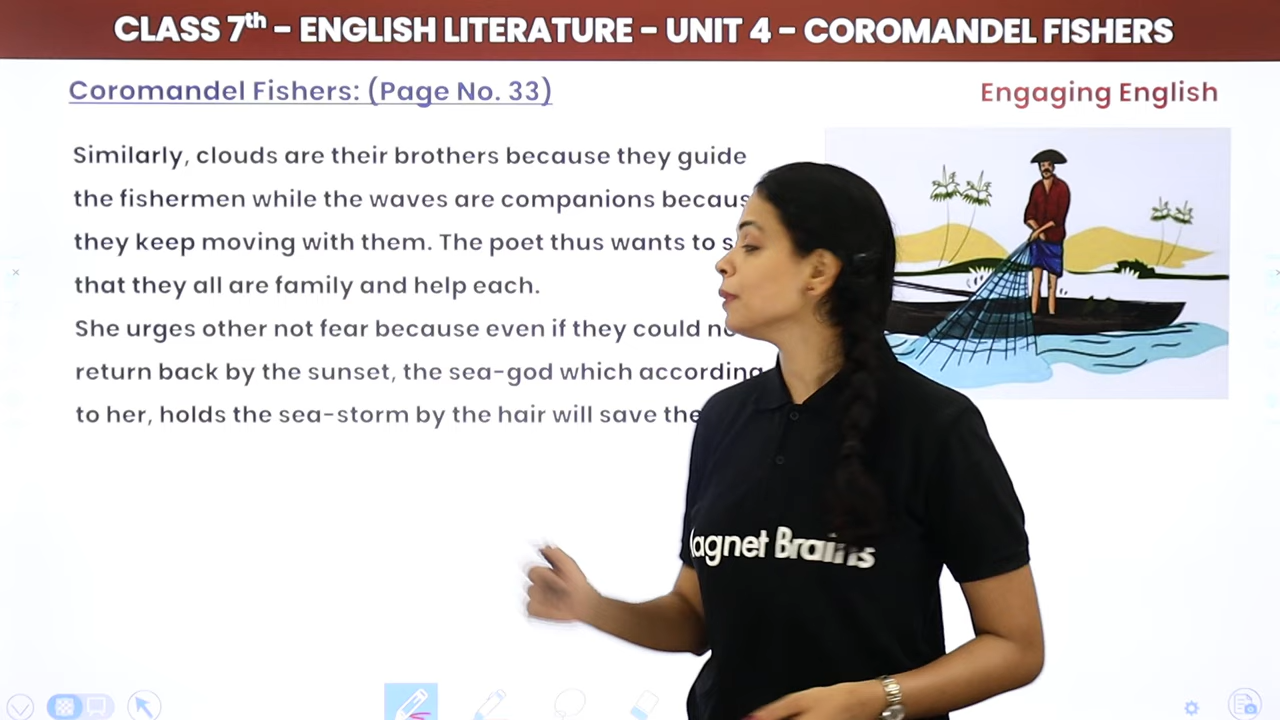 CLASS 7th – ENGLISH LITERATURE – UNIT 4 – COROMANDEL FISHERS
Coromandel Fishers: (Page No. 33)
Engaging English
Similarly, clouds are their brothers because they guide
the fishermen while the waves are companions
they keep moving with them. The poet thus wants to
that they all are family and help each.
She urges other not fear because even if they could
return back by the sunset, the sea-god which according
to her, holds the sea-storm by the hair will save
Brains